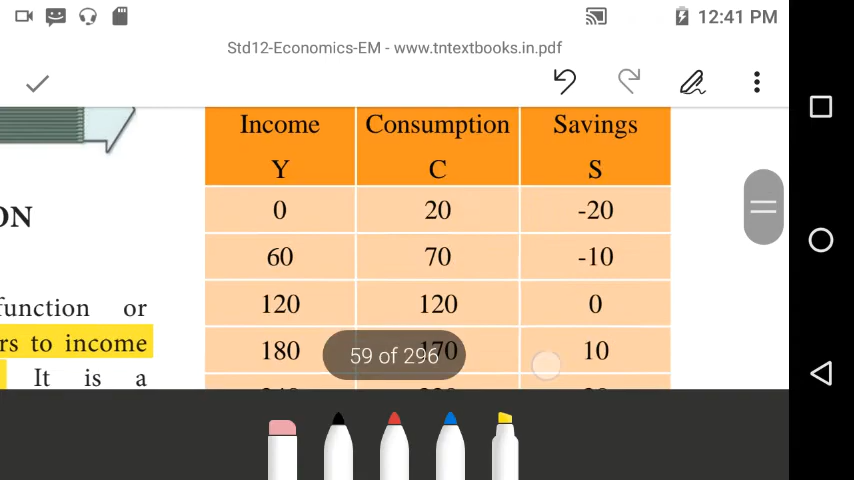 12:41 PM
Std12-Economics-EM - www.tntextbooks.in.pdf
ON
function or
rs to income
It is a
Income Consumption Savings
Y C S
0 20 -20
60 70 -10
120 120 0
180 170 10
59 of 296